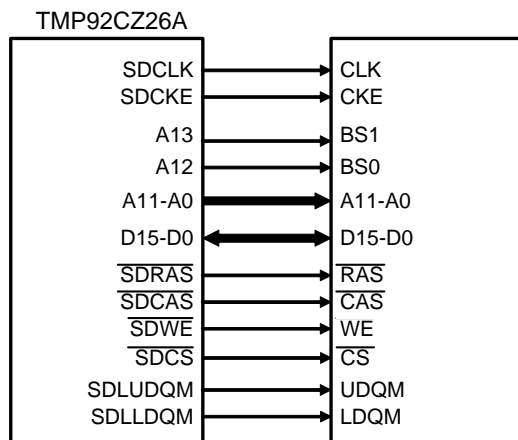 TMP92CZ26A
SDCLK CLK
SDCKE CKE
A13 BS1
A12 BS0
A11-A0 A11-A0
D15-D0 D15-D0
SDRAS RAS
SDCAS CAS
SDWE WE
SDCS CS
SDLUDQM UDQM
SDLLDQM LDQM